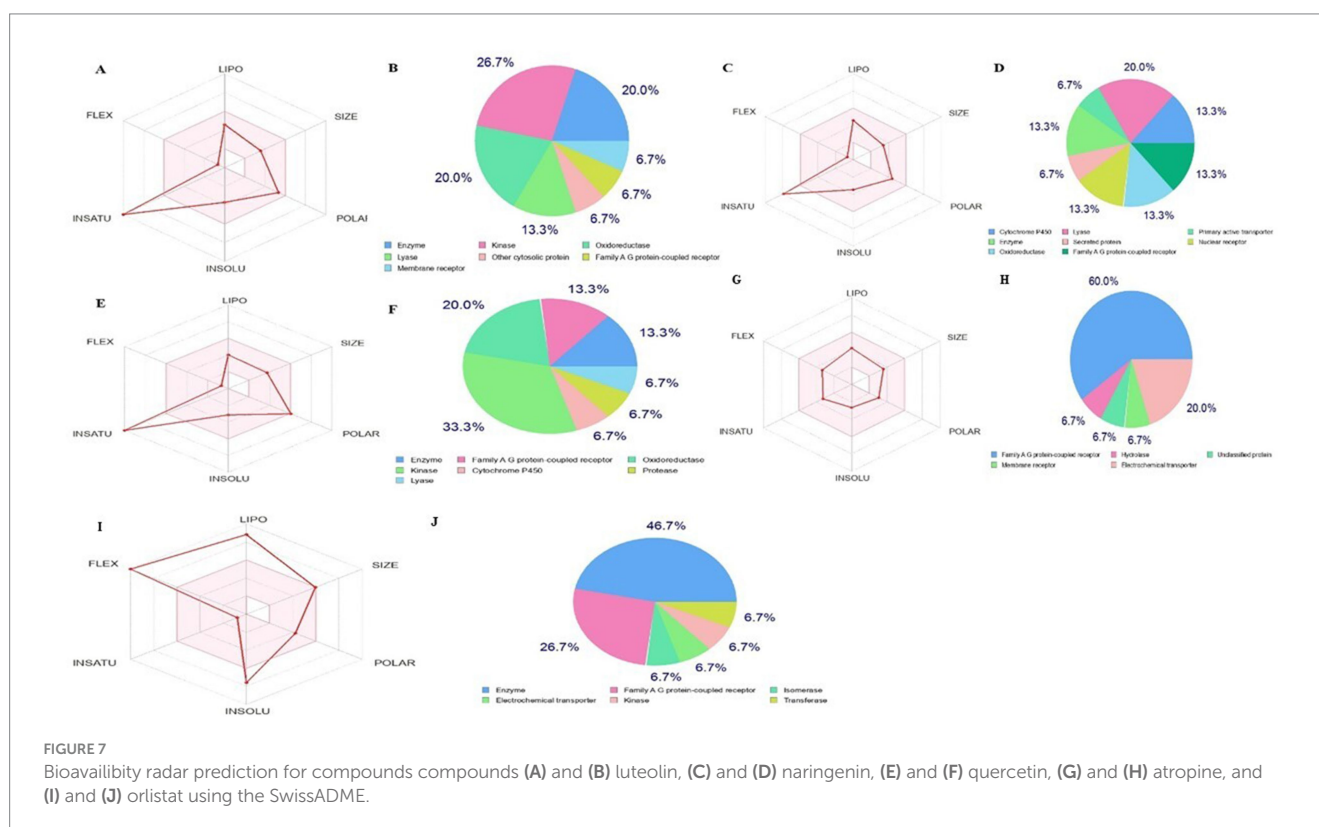 A
LIPO
FLEX
SIZE
INSATU
POLAR
INSOLU
B
26.7%
20.0%
20.0%
6.7%
6.7%
13.3%
6.7%
Enzyme Kinase Oxidoreductase
Lyase Other cytosolic protein Family A G protein-coupled receptor
Membrane receptor
C
LIPO
FLEX
SIZE
INSATU
POLAR
INSOLU
D
20.0%
6.7%
13.3%
13.3%
6.7%
13.3%
13.3%
13.3%
Cytochrome P450 Lyase Primary active transporter
Enzyme Secreted protein Nuclear receptor
Oxidoreductase Family A G protein-coupled receptor
E
LIPO
FLEX
SIZE
INSATU
POLAR
INSOLU
F
20.0%
13.3%
13.3%
6.7%
6.7%
33.3%
6.7%
Enzyme Family A G protein-coupled receptor Oxidoreductase
Kinase Cytochrome P450 Protease
Lyase
G
LIPO
FLEX
SIZE
INSATU
POLAR
INSOLU
H
60.0%
6.7%
20.0%
6.7%
6.7%
Family A G protein-coupled receptor Hydrolase Unclassified protein
Membrane receptor Electrochemical transporter
I
LIPO
FLEX
SIZE
INSATU
POLAR
INSOLU
J
46.7%
6.7%
26.7%
6.7%
6.7%
6.7%
Enzyme Family A G protein-coupled receptor Isomerase
Electrochemical transporter Kinase Transferase
FIGURE 7
Bioavailibity radar prediction for compounds compounds (A) and (B) luteolin, (C) and (D) naringenin, (E) and (F) quercetin, (G) and (H) atropine, and
(I) and (J) orlistat using the SwissADME.